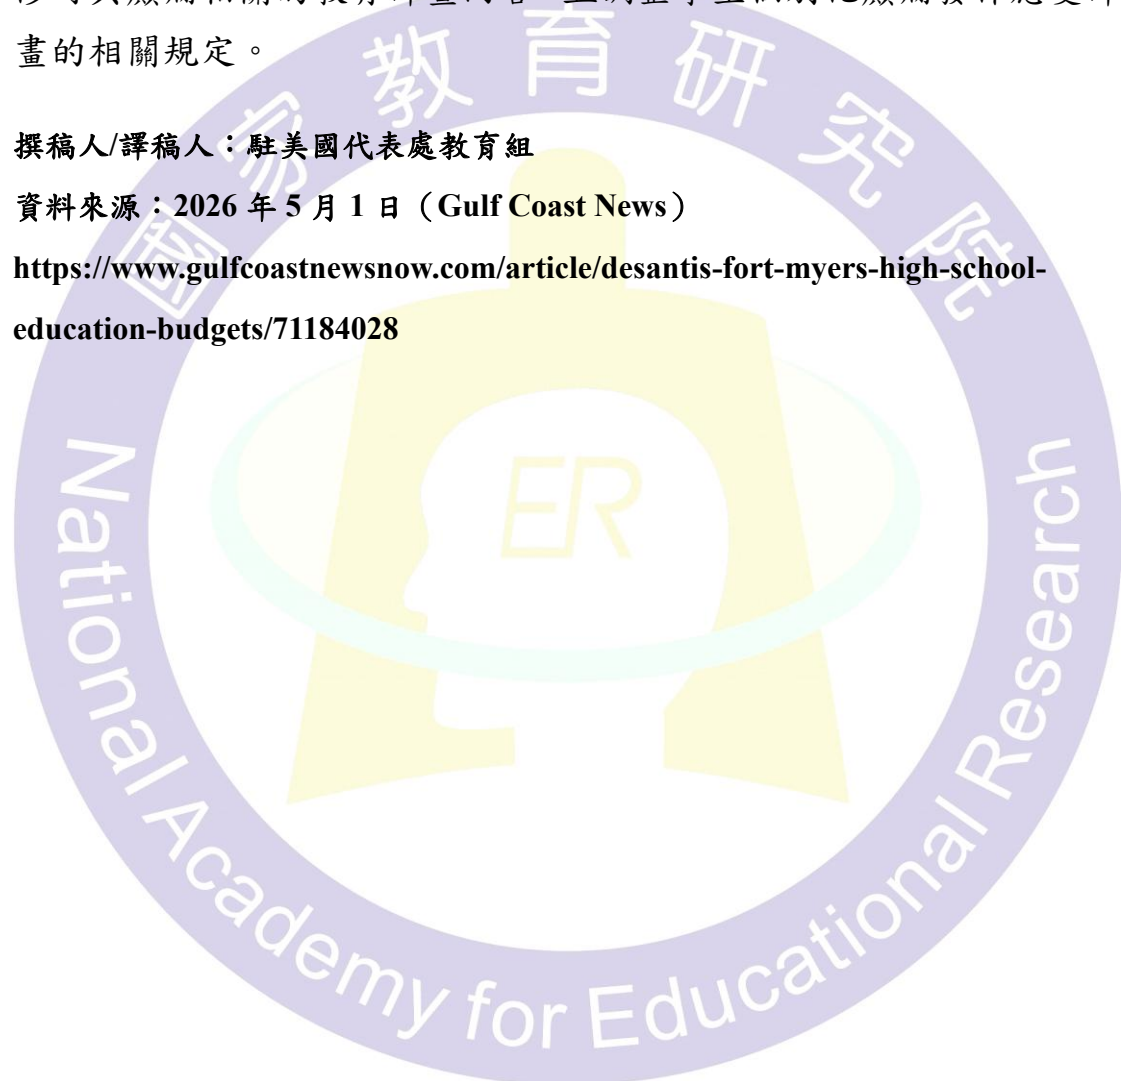 畫的相關規定。
撰稿人/譯稿人：駐美國代表處教育組
資料來源：2026 年 5 月 1 日（Gulf Coast News）
https://www.gulfcoastnewsnow.com/article/desantis-fort-myers-high-school-
education-budgets/71184028
國家教育研究院
ER
National Academy for Educational Research